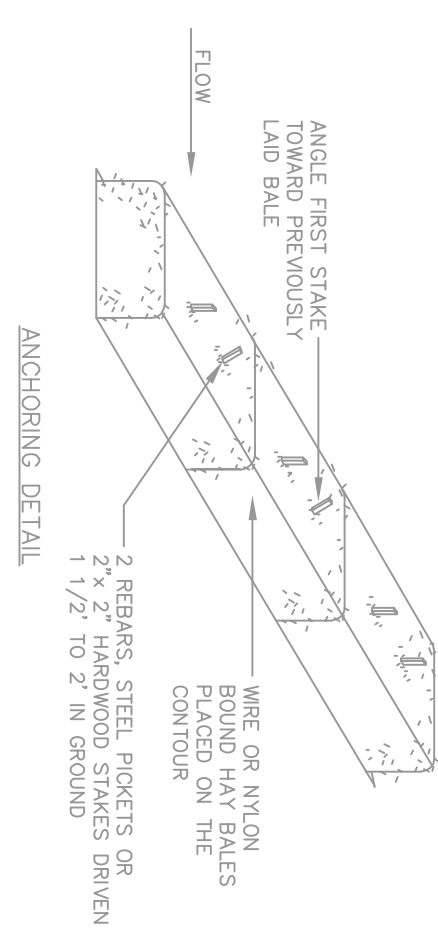 FLOW
ANGLE FIRST STAKE
TOWARD PREVIOUSLY
LAID BALE
WIRE OR NYLON
BOUND HAY BALES
PLACED ON THE
CONTOUR
2 REBARS, STEEL PICKETS OR
2"x 2" HARDWOOD STAKES DRIVEN
1 1/2' TO 2' IN GROUND
ANCHORING DETAIL